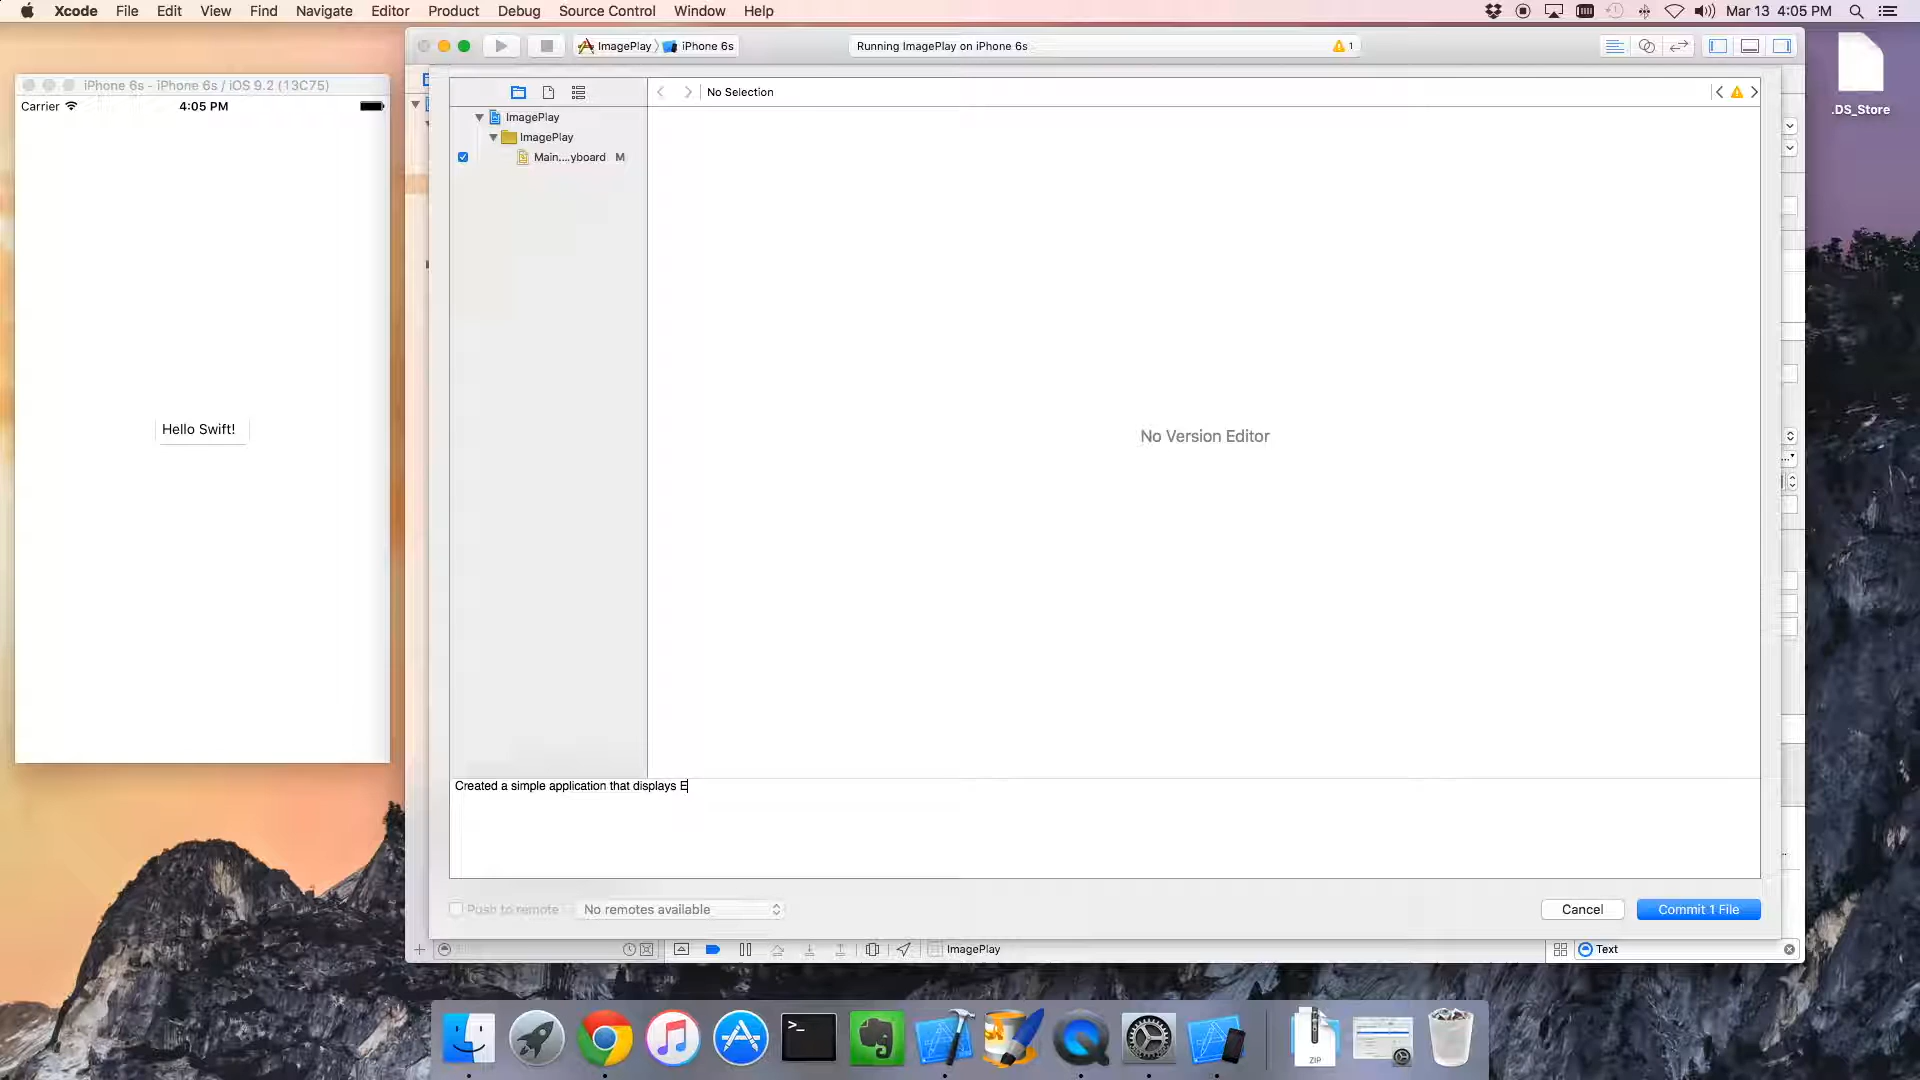 Xcode File Edit View Find Navigate Editor Product Debug Source Control Window Help
Mar 13 4:05 PM
ImagePlay iPhone 6s
Running ImagePlay on iPhone 6s
1
iPhone 6s - iPhone 6s / iOS 9.2 (13C75)
Carrier 4:05 PM
No Selection
.DS_Store
ImagePlay
ImagePlay
Main....yboard M
Hello Swift!
No Version Editor
Created a simple application that displays E
Push to remote
No remotes available
Cancel
Commit 1 File
ImagePlay
Text
>_
ZIP